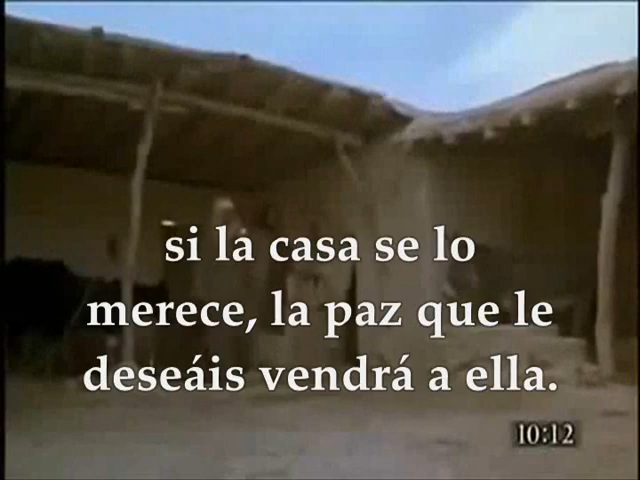 si la casa se lo
merece, la paz que le
deseáis vendrá a ella.
10:12